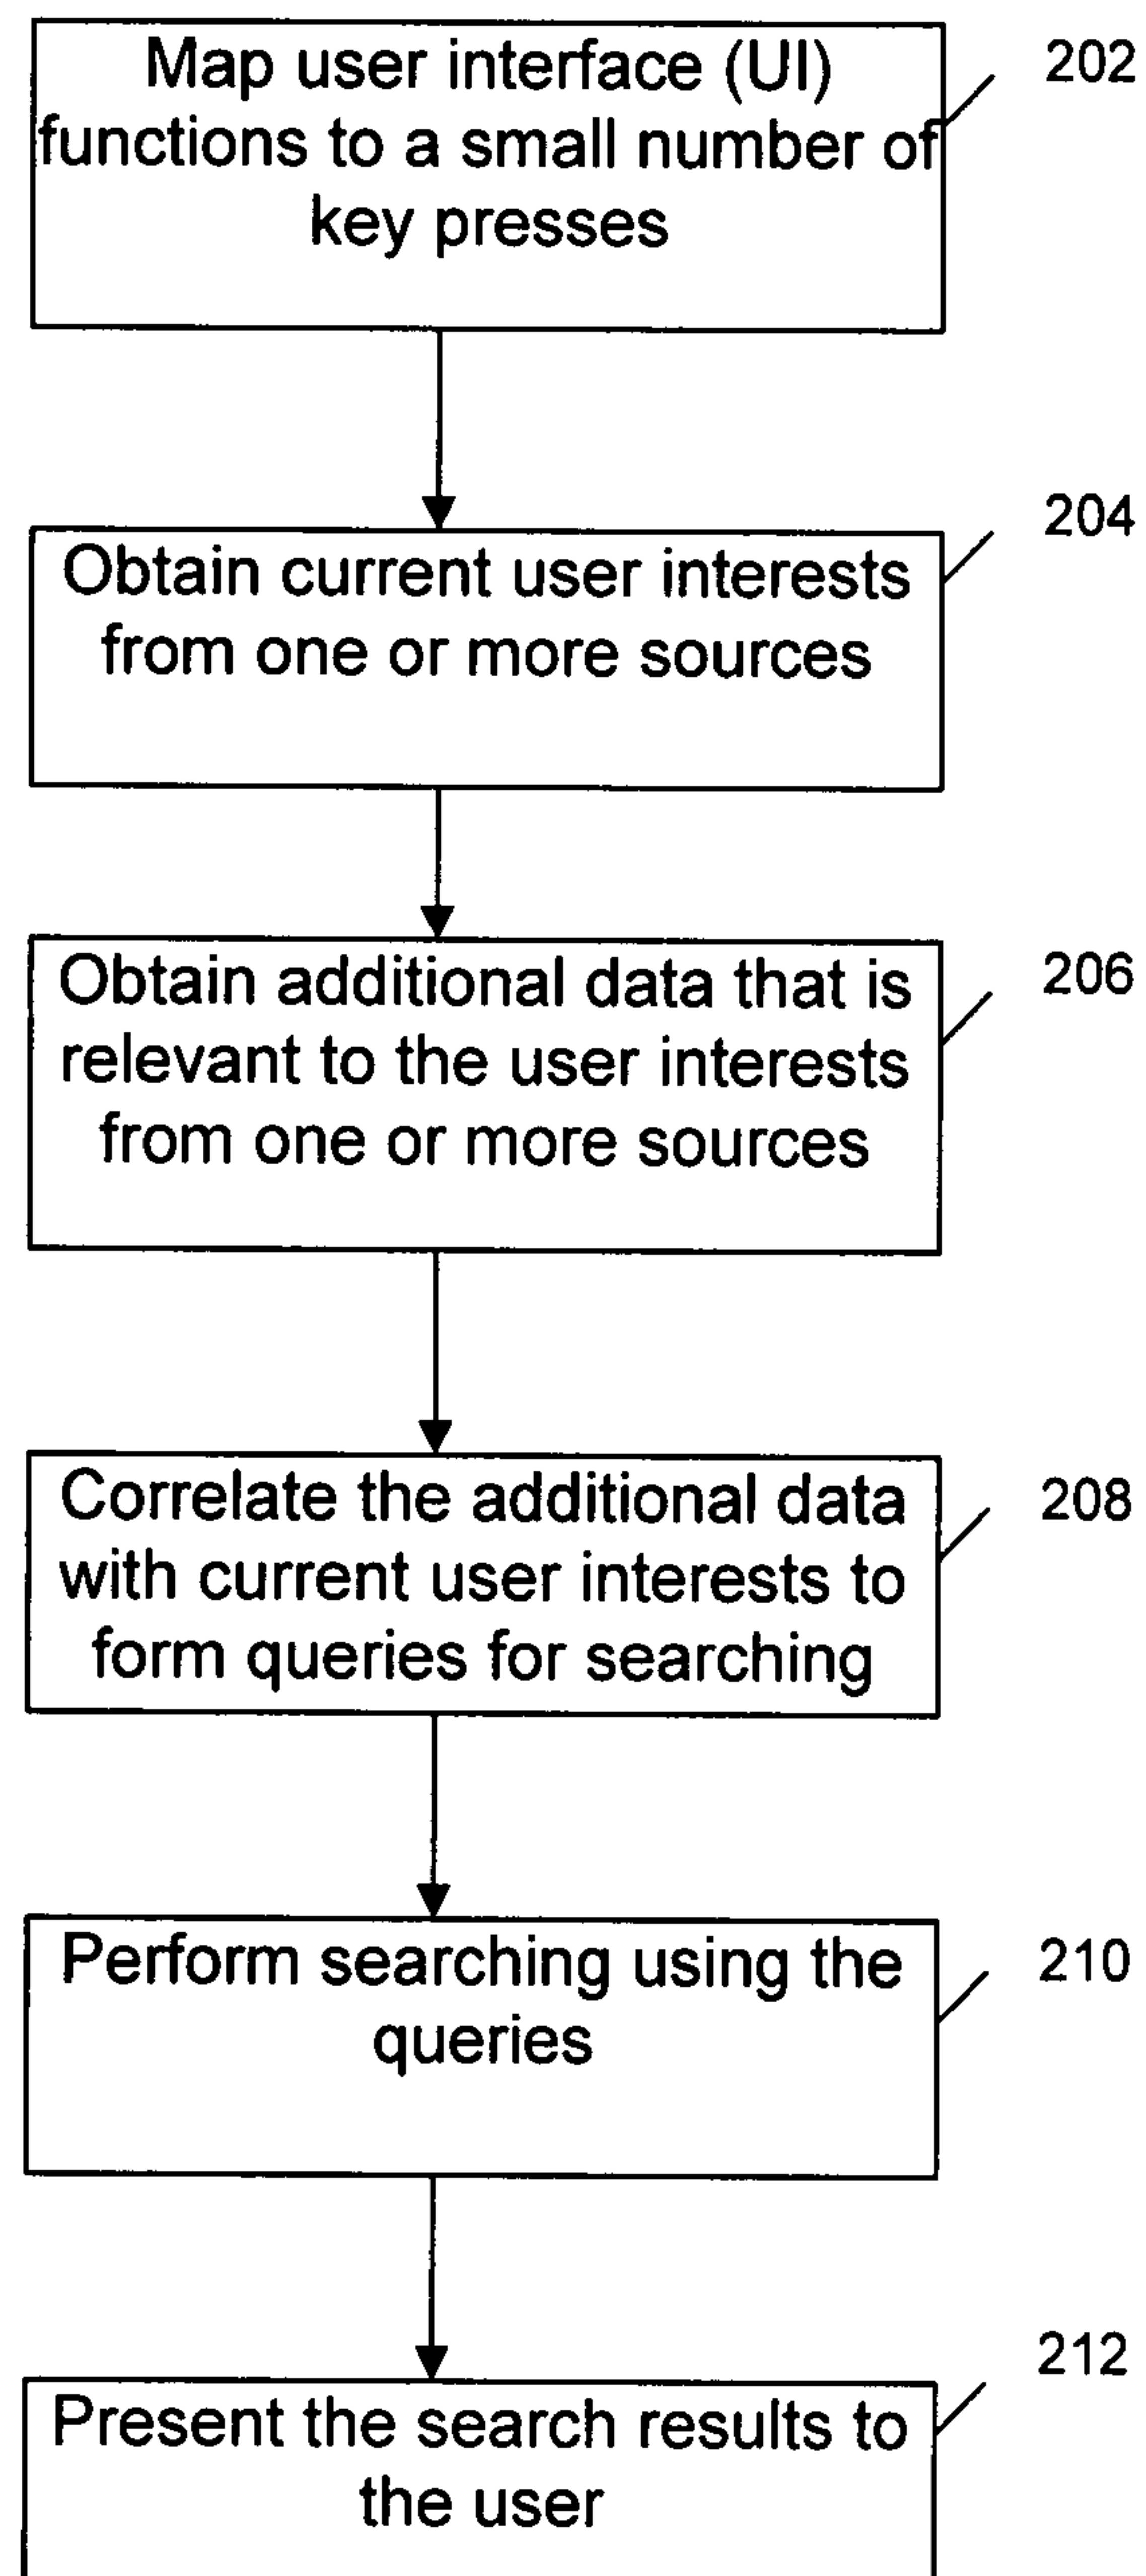 Map user interface (UI)
functions to a small number of
key presses
202
Obtain current user interests
from one or more sources
204
Obtain additional data that is
relevant to the user interests
from one or more sources
206
Correlate the additional data
with current user interests to
form queries for searching
208
Perform searching using the
queries
210
Present the search results to
the user
212